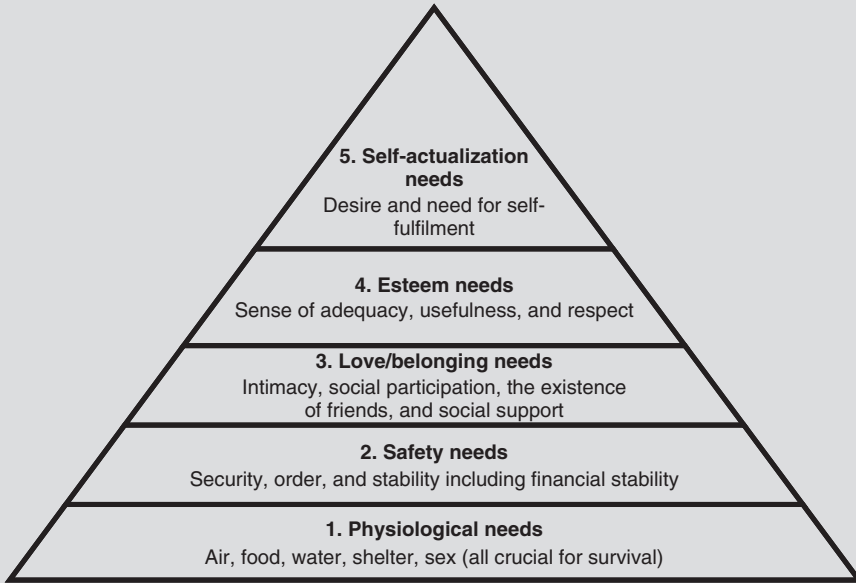 5. Self-actualization
needs
Desire and need for self-
fulfilment
4. Esteem needs
Sense of adequacy, usefulness, and respect
3. Love/belonging needs
Intimacy, social participation, the existence
of friends, and social support
2. Safety needs
Security, order, and stability including financial stability
1. Physiological needs
Air, food, water, shelter, sex (all crucial for survival)